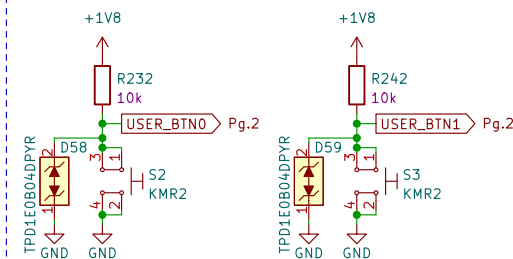 +1V8
R232
10k
USER_BTN0
Pg.2
D58
TPD1E0B04DPYR
2
1
3
1
4
2
S2
KMR2
GND
GND
+1V8
R242
10k
USER_BTN1
Pg.2
D59
TPD1E0B04DPYR
2
1
3
1
4
2
S3
KMR2
GND
GND